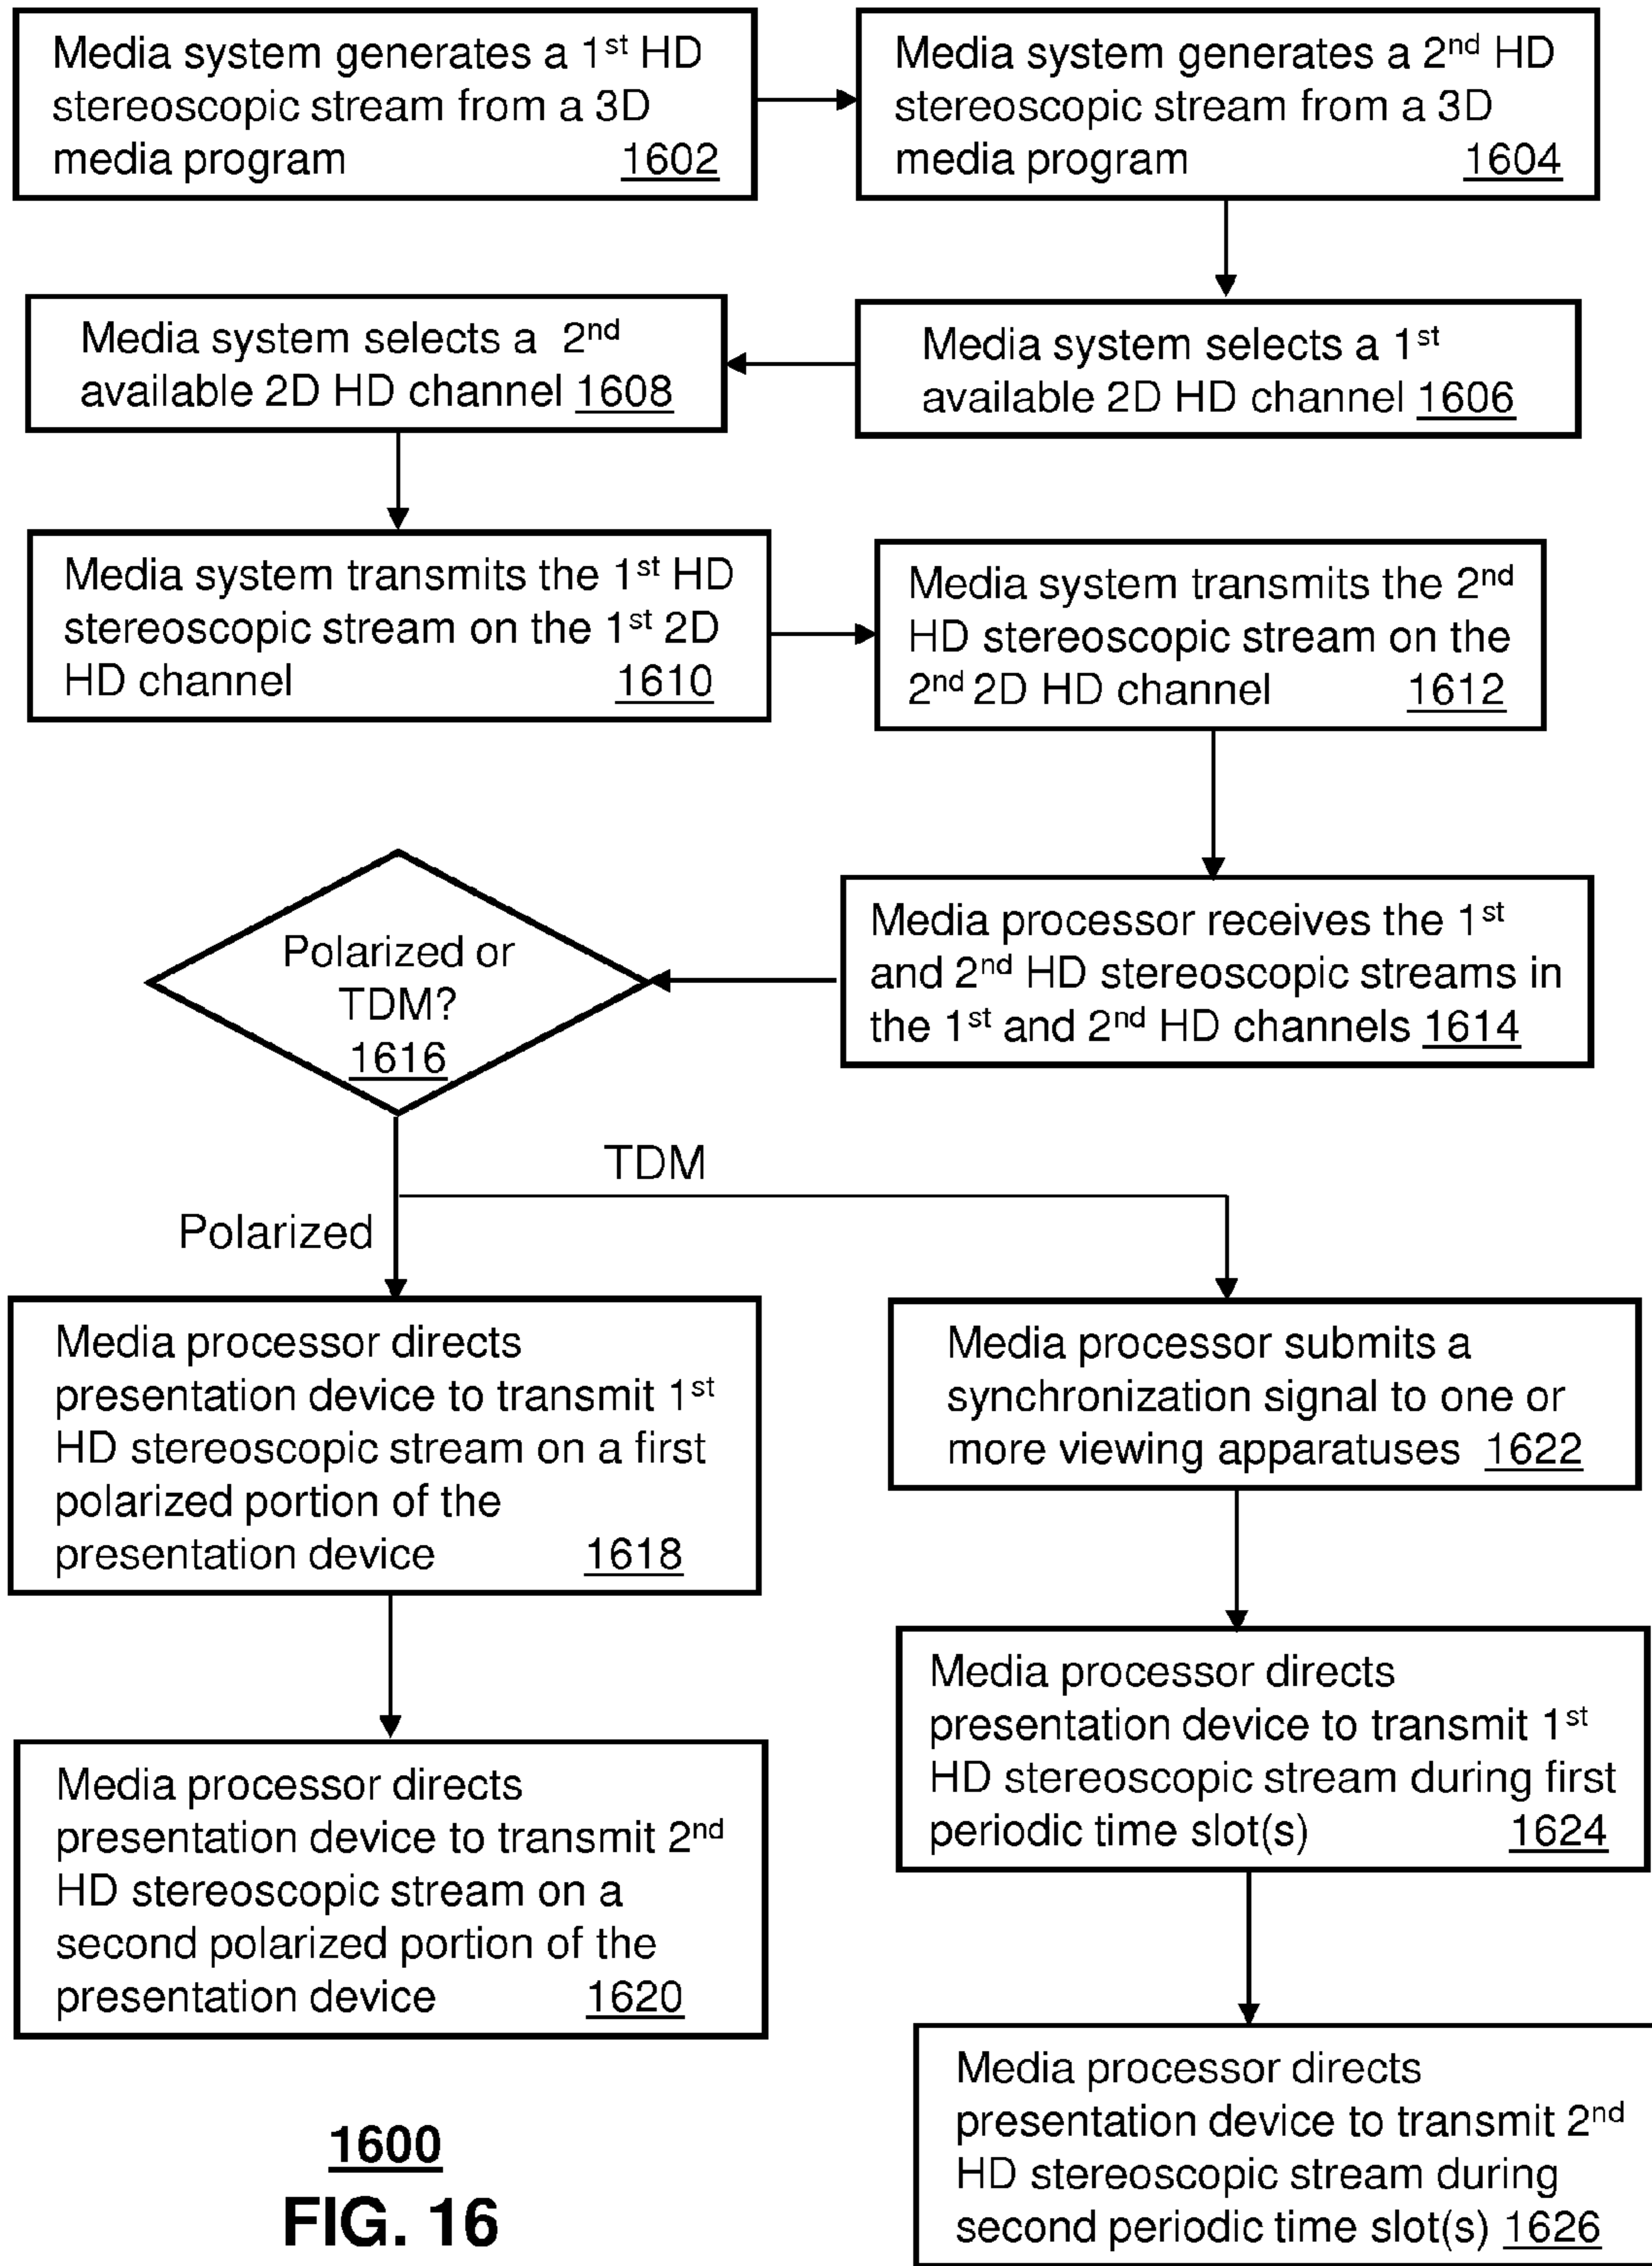 Media system generates a 1st HD
stereoscopic stream from a 3D
media program 1602
Media system generates a 2nd HD
stereoscopic stream from a 3D
media program 1604
Media system selects a 1st
available 2D HD channel 1606
Media system selects a 2nd
available 2D HD channel 1608
Media system transmits the 1st HD
stereoscopic stream on the 1st 2D
HD channel 1610
Media system transmits the 2nd
HD stereoscopic stream on the
2nd 2D HD channel 1612
Media processor receives the 1st
and 2nd HD stereoscopic streams in
the 1st and 2nd HD channels 1614
Polarized or
TDM?
1616
TDM
Polarized
Media processor directs
presentation device to transmit 1st
HD stereoscopic stream on a first
polarized portion of the
presentation device 1618
Media processor directs
presentation device to transmit 2nd
HD stereoscopic stream on a
second polarized portion of the
presentation device 1620
Media processor submits a
synchronization signal to one or
more viewing apparatuses 1622
Media processor directs
presentation device to transmit 1st
HD stereoscopic stream during first
periodic time slot(s) 1624
Media processor directs
presentation device to transmit 2nd
HD stereoscopic stream during
second periodic time slot(s) 1626
1600
FIG. 16